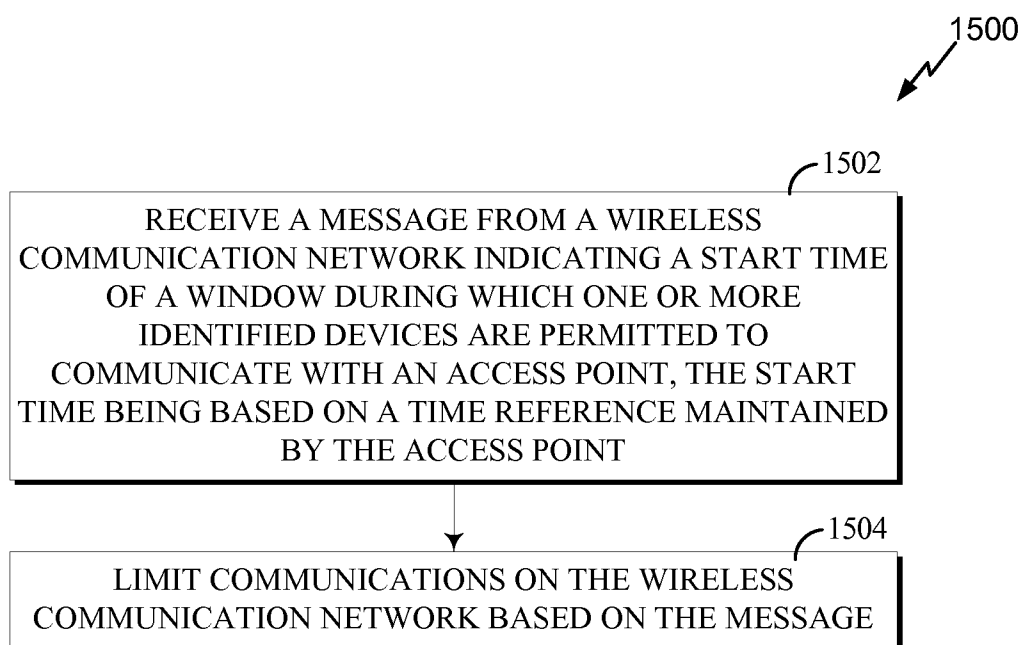 1500
1502
RECEIVE A MESSAGE FROM A WIRELESS
COMMUNICATION NETWORK INDICATING A START TIME
OF A WINDOW DURING WHICH ONE OR MORE
IDENTIFIED DEVICES ARE PERMITTED TO
COMMUNICATE WITH AN ACCESS POINT, THE START
TIME BEING BASED ON A TIME REFERENCE MAINTAINED
BY THE ACCESS POINT
1504
LIMIT COMMUNICATIONS ON THE WIRELESS
COMMUNICATION NETWORK BASED ON THE MESSAGE